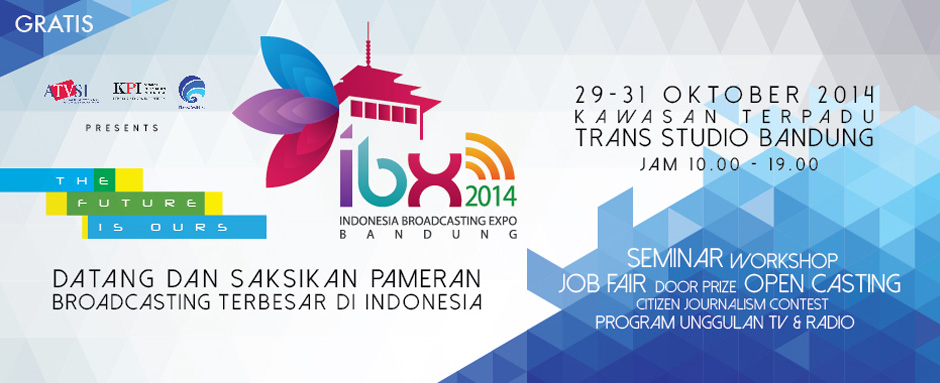 GRATIS
ATVSI
KPI
PRESENTS
THE
FUTURE
IS OURS
ibx
2014
INDONESIA BROADCASTING EXPO
BANDUNG
DATANG DAN SAKSIKAN PAMERAN
BROADCASTING TERBESAR DI INDONESIA
29-31 OKTOBER 2014
KAWASAN TERPADU
TRANS STUDIO BANDUNG
JAM 10.00 - 19.00
SEMINAR WORKSHOP
JOB FAIR DOOR PRIZE OPEN CASTING
CITIZEN JOURNALISM CONTEST
PROGRAM UNGGULAN TV & RADIO